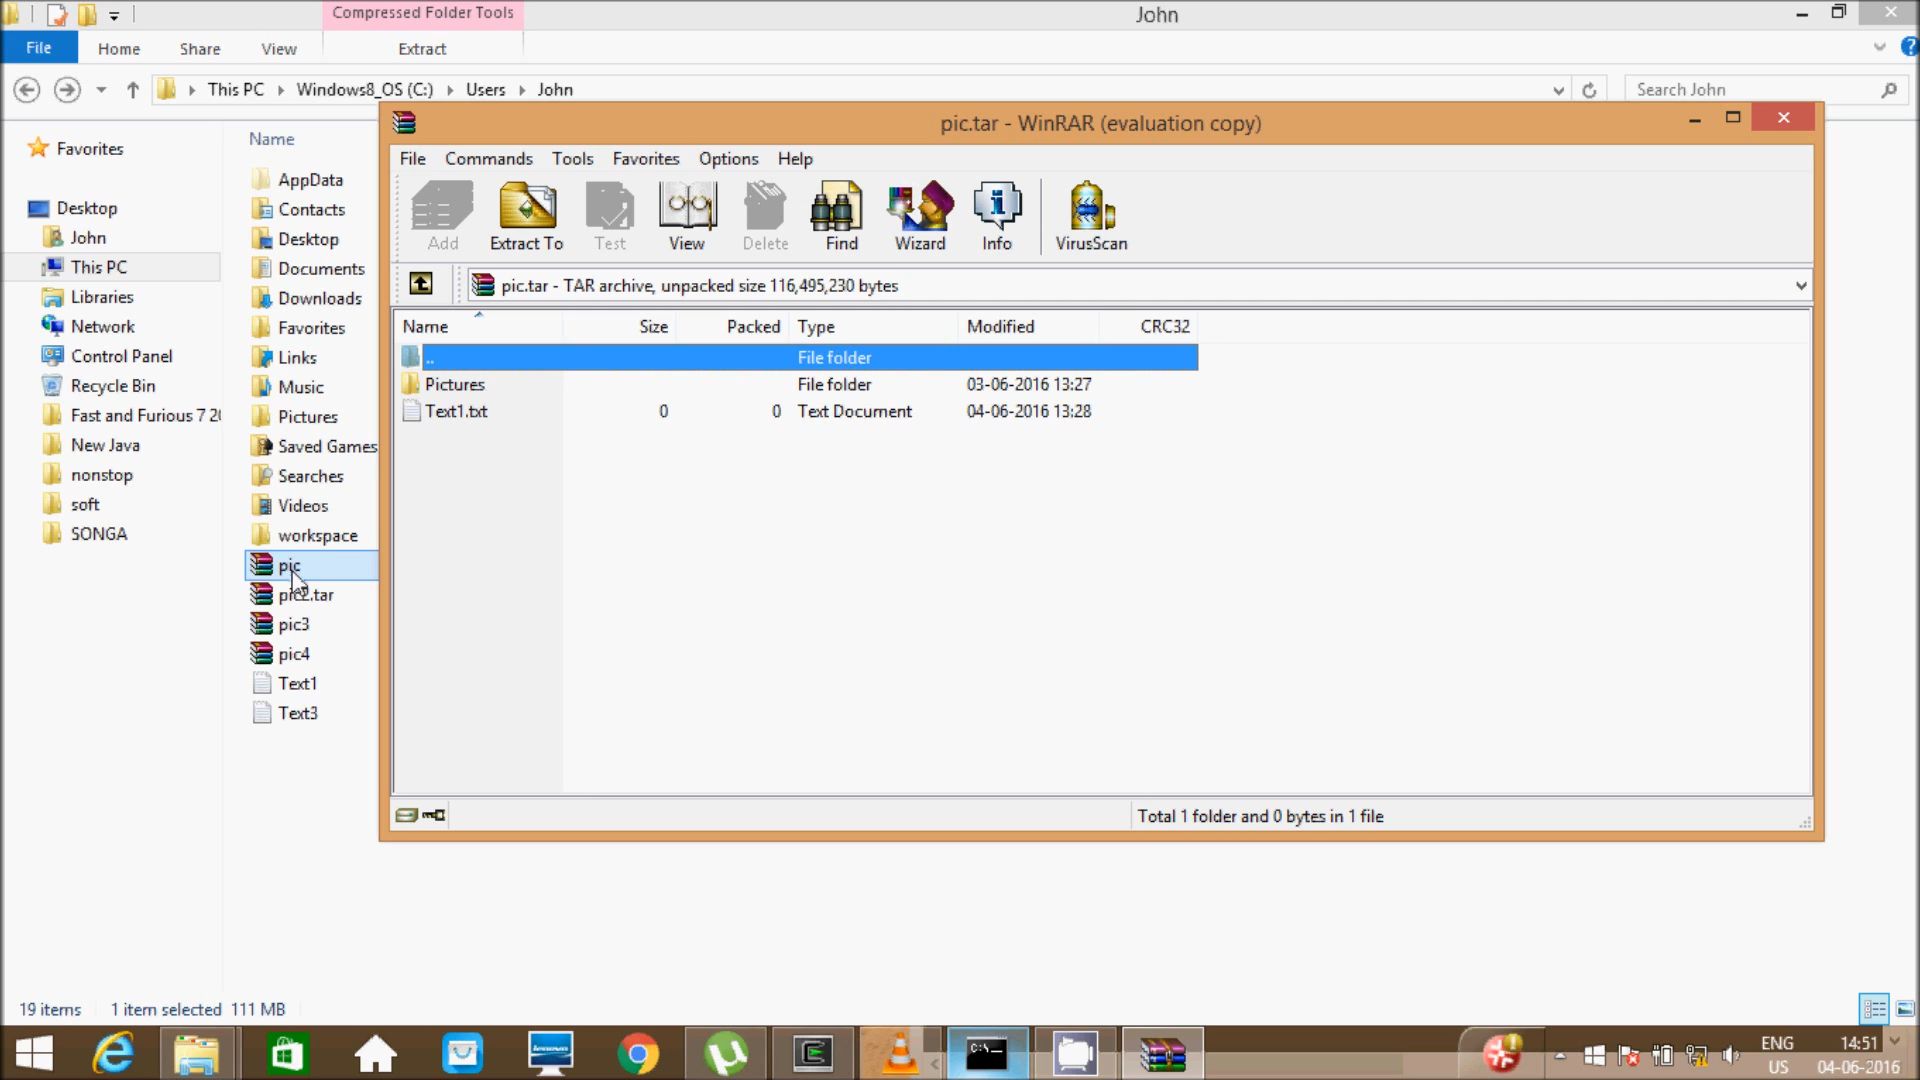 Compressed Folder Tools
John
File
Home
Share
View
Extract
This PC
Windows8_OS (C:)
Users
John
Search John
Favorites
Desktop
John
This PC
Libraries
Network
Control Panel
Recycle Bin
Fast and Furious 7 20
New Java
nonstop
soft
SONGA
Name
AppData
Contacts
Desktop
Documents
Downloads
Favorites
Links
Music
Pictures
Saved Games
Searches
Videos
workspace
pic
pic2.tar
pic3
pic4
Text1
Text3
pic.tar - WinRAR (evaluation copy)
File Commands Tools Favorites Options Help
Add
Extract To
Test
View
Delete
Find
Wizard
Info
VirusScan
pic.tar - TAR archive, unpacked size 116,495,230 bytes
Name Size Packed Type Modified CRC32
.. File folder
Pictures File folder 03-06-2016 13:27
Text1.txt 0 0 Text Document 04-06-2016 13:28
Total 1 folder and 0 bytes in 1 file
19 items 1 item selected 111 MB
C:\_
ENG
US
14:51
04-06-2016